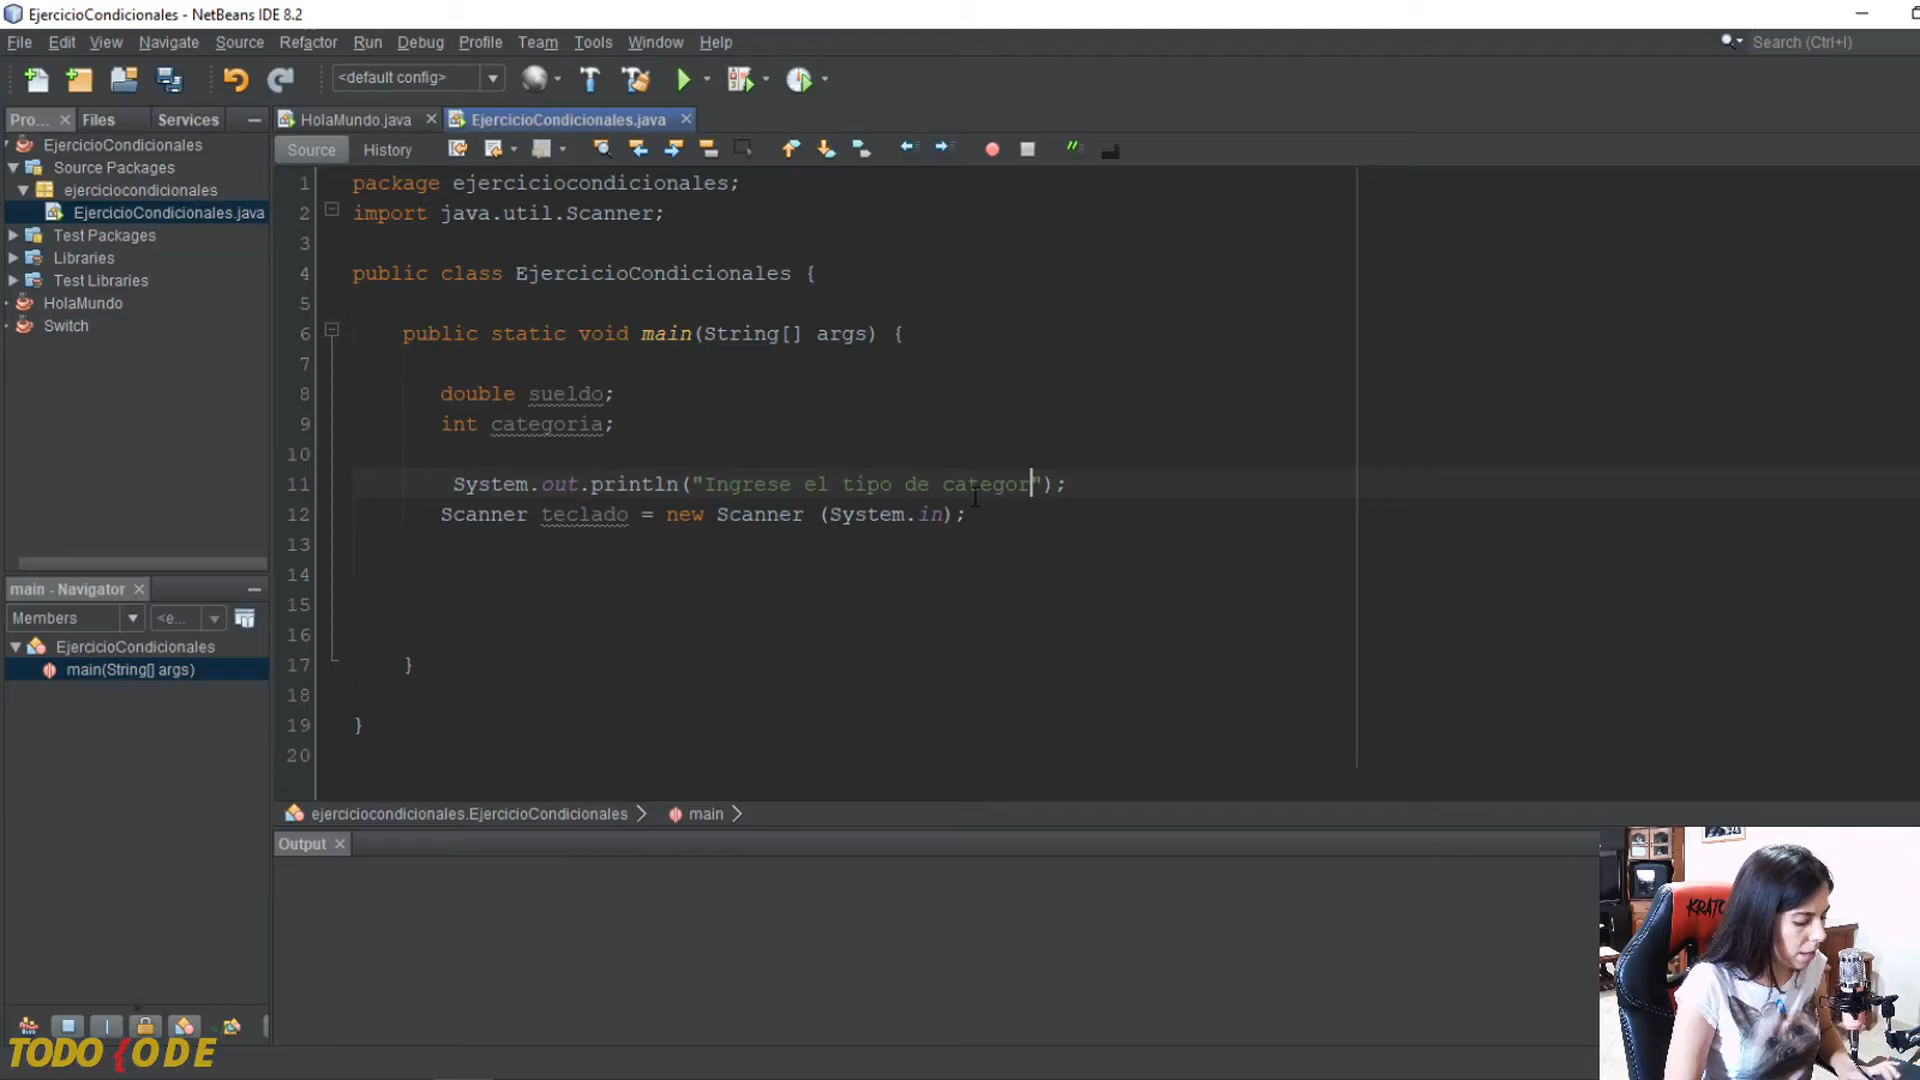 EjercicioCondicionales - NetBeans IDE 8.2
File Edit View Navigate Source Refactor Run Debug Profile Team Tools Window Help
Search (Ctrl+I)
<default config>
Pro... Files Services
HolaMundo.java EjercicioCondicionales.java
Source History
EjercicioCondicionales
Source Packages
ejerciciocondicionales
EjercicioCondicionales.java
Test Packages
Libraries
Test Libraries
HolaMundo
Switch
1 package ejerciciocondicionales;
2 import java.util.Scanner;
3
4 public class EjercicioCondicionales {
5
6 public static void main(String[] args) {
7
8 double sueldo;
9 int categoria;
10
11 System.out.println("Ingrese el tipo de categor");
12 Scanner teclado = new Scanner (System.in);
13
14
15
16
17 }
18
19 }
20
main - Navigator
Members <e...
EjercicioCondicionales
main(String[] args)
ejerciciocondicionales.EjercicioCondicionales main
Output
TODO {ODE